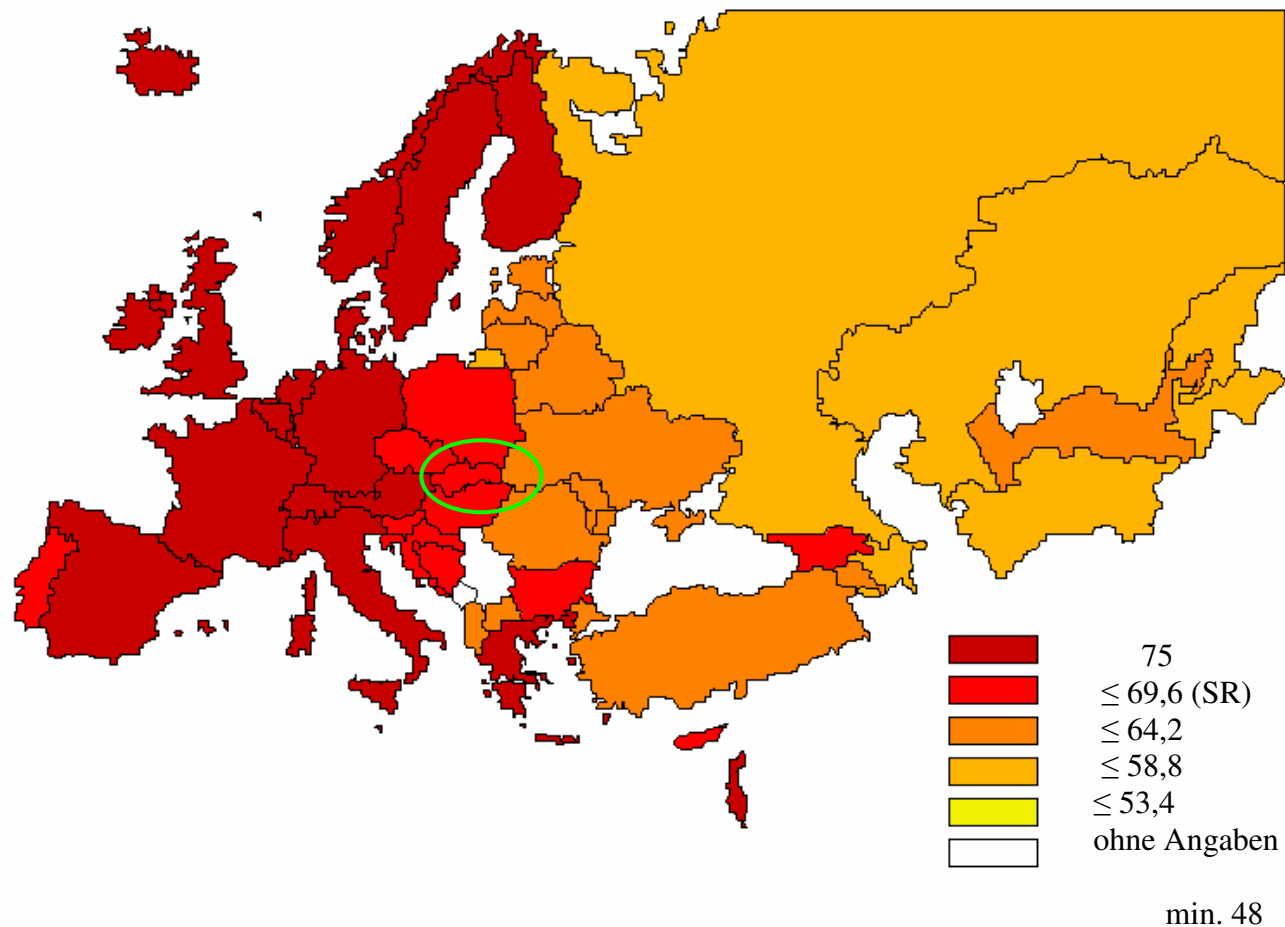 75
≤ 69,6 (SR)
≤ 64,2
≤ 58,8
≤ 53,4
ohne Angaben
min. 48